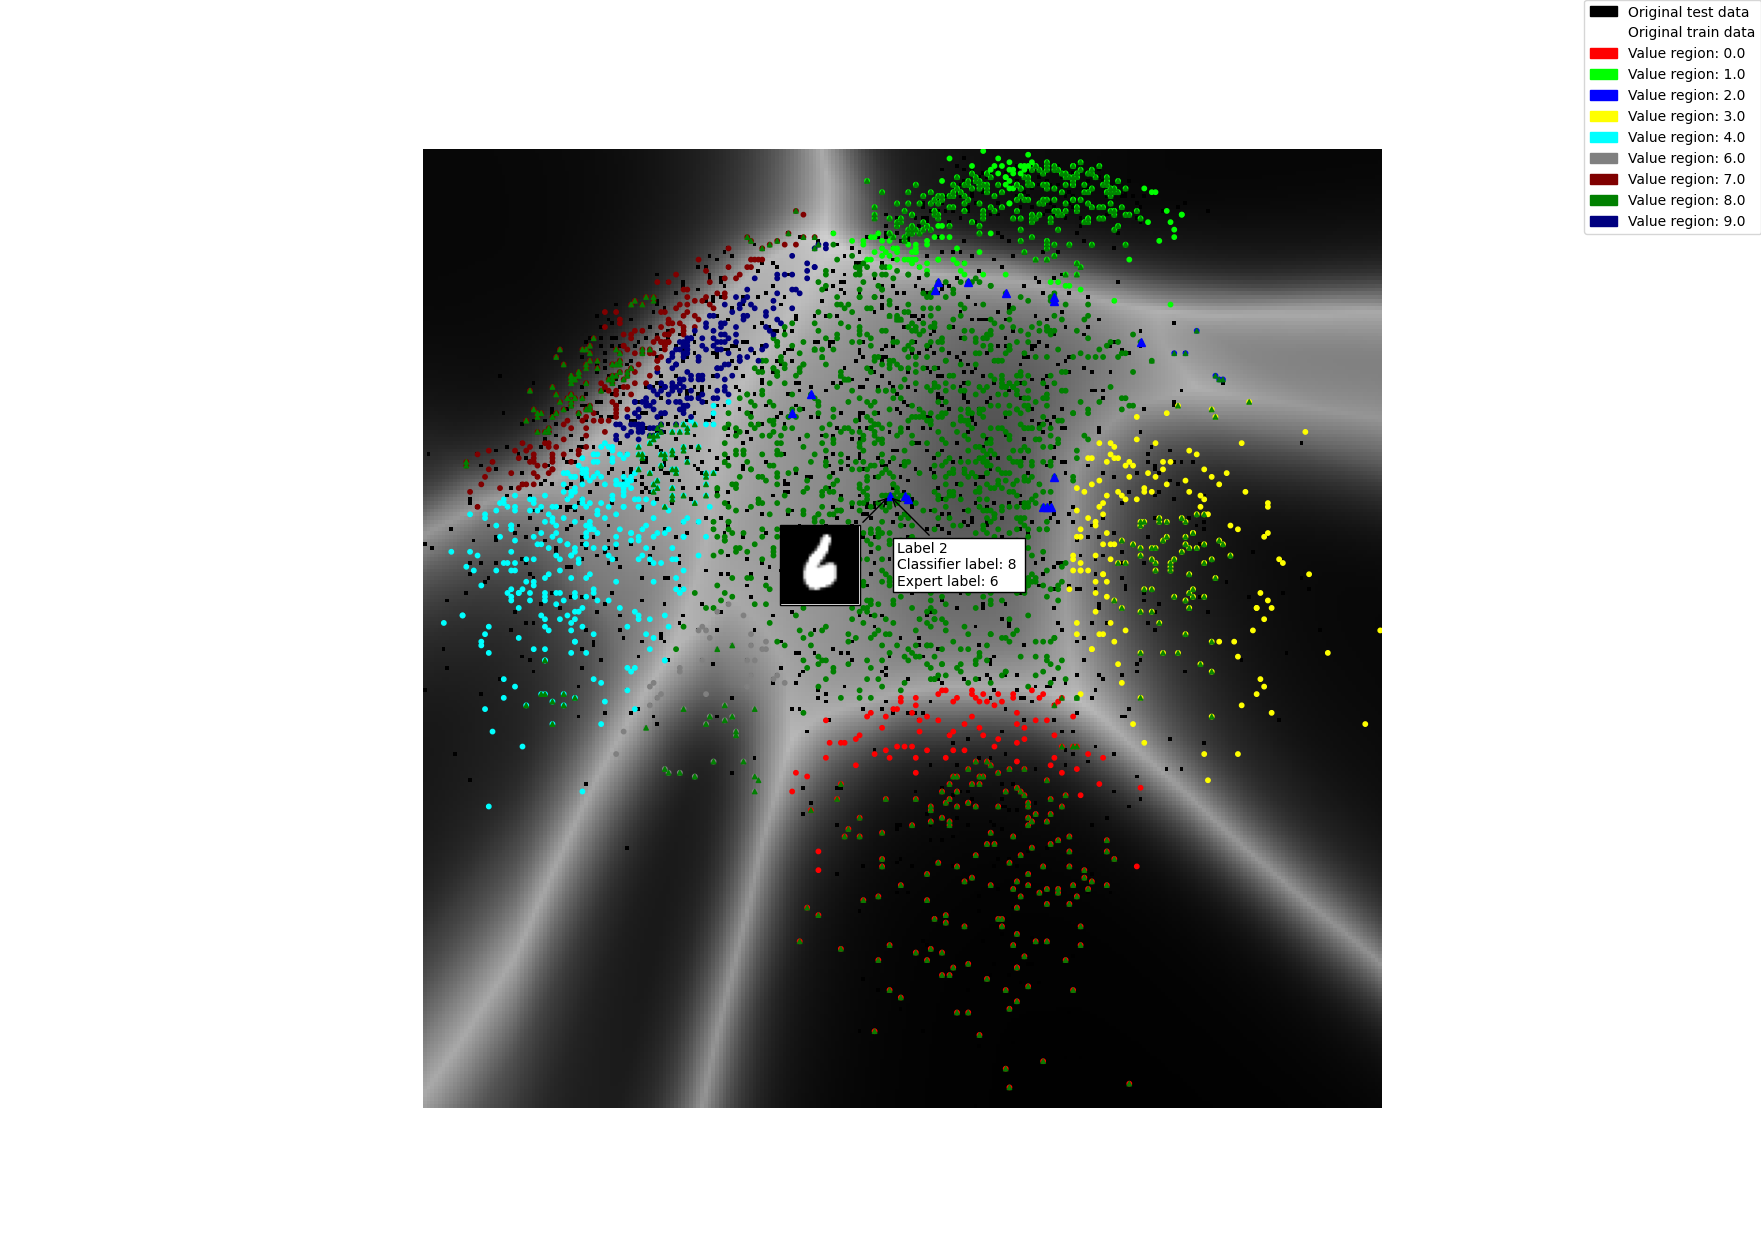 Original test data
Original train data
Value region: 0.0
Value region: 1.0
Value region: 2.0
Value region: 3.0
Value region: 4.0
Value region: 6.0
Value region: 7.0
Value region: 8.0
Value region: 9.0
Label 2
Classifier label: 8
Expert label: 6